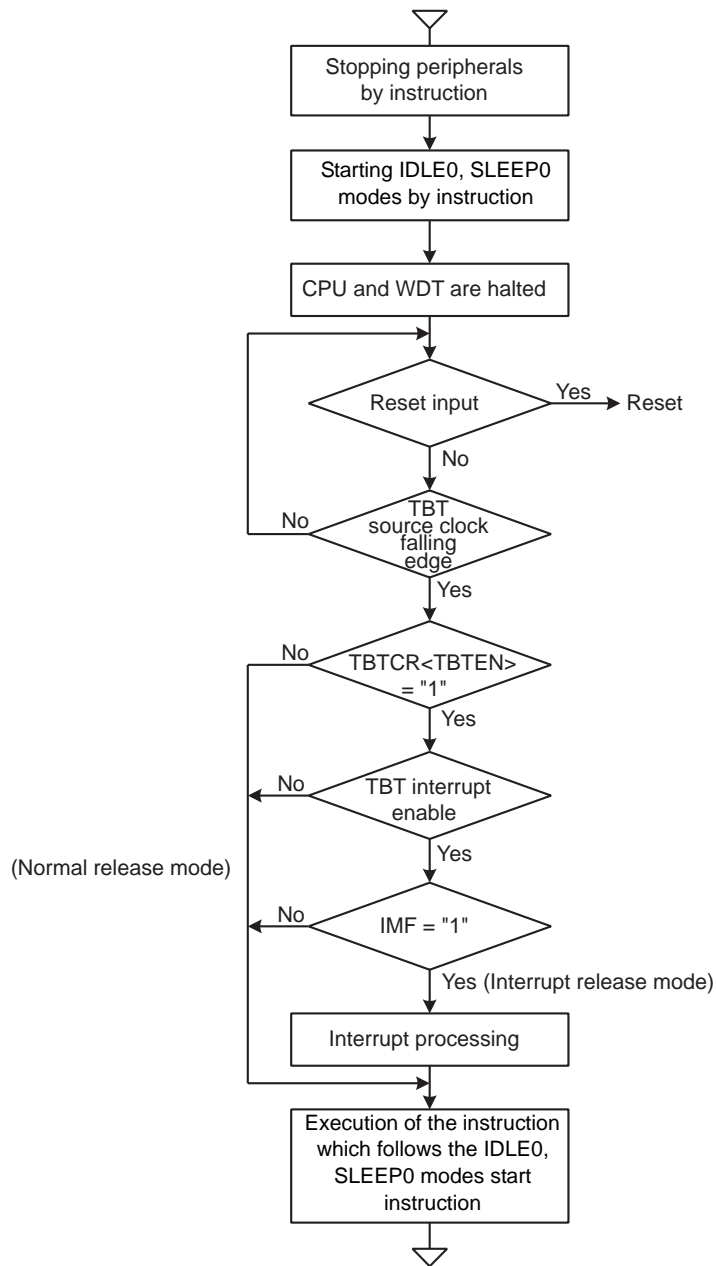 Stopping peripherals
by instruction
Starting IDLE0, SLEEP0
modes by instruction
CPU and WDT are halted
Reset input
Yes
Reset
No
TBT
source clock
falling
edge
No
Yes
TBTCR<TBTEN>
= "1"
No
Yes
TBT interrupt
enable
No
Yes
(Normal release mode)
IMF = "1"
No
Yes (Interrupt release mode)
Interrupt processing
Execution of the instruction
which follows the IDLE0,
SLEEP0 modes start
instruction